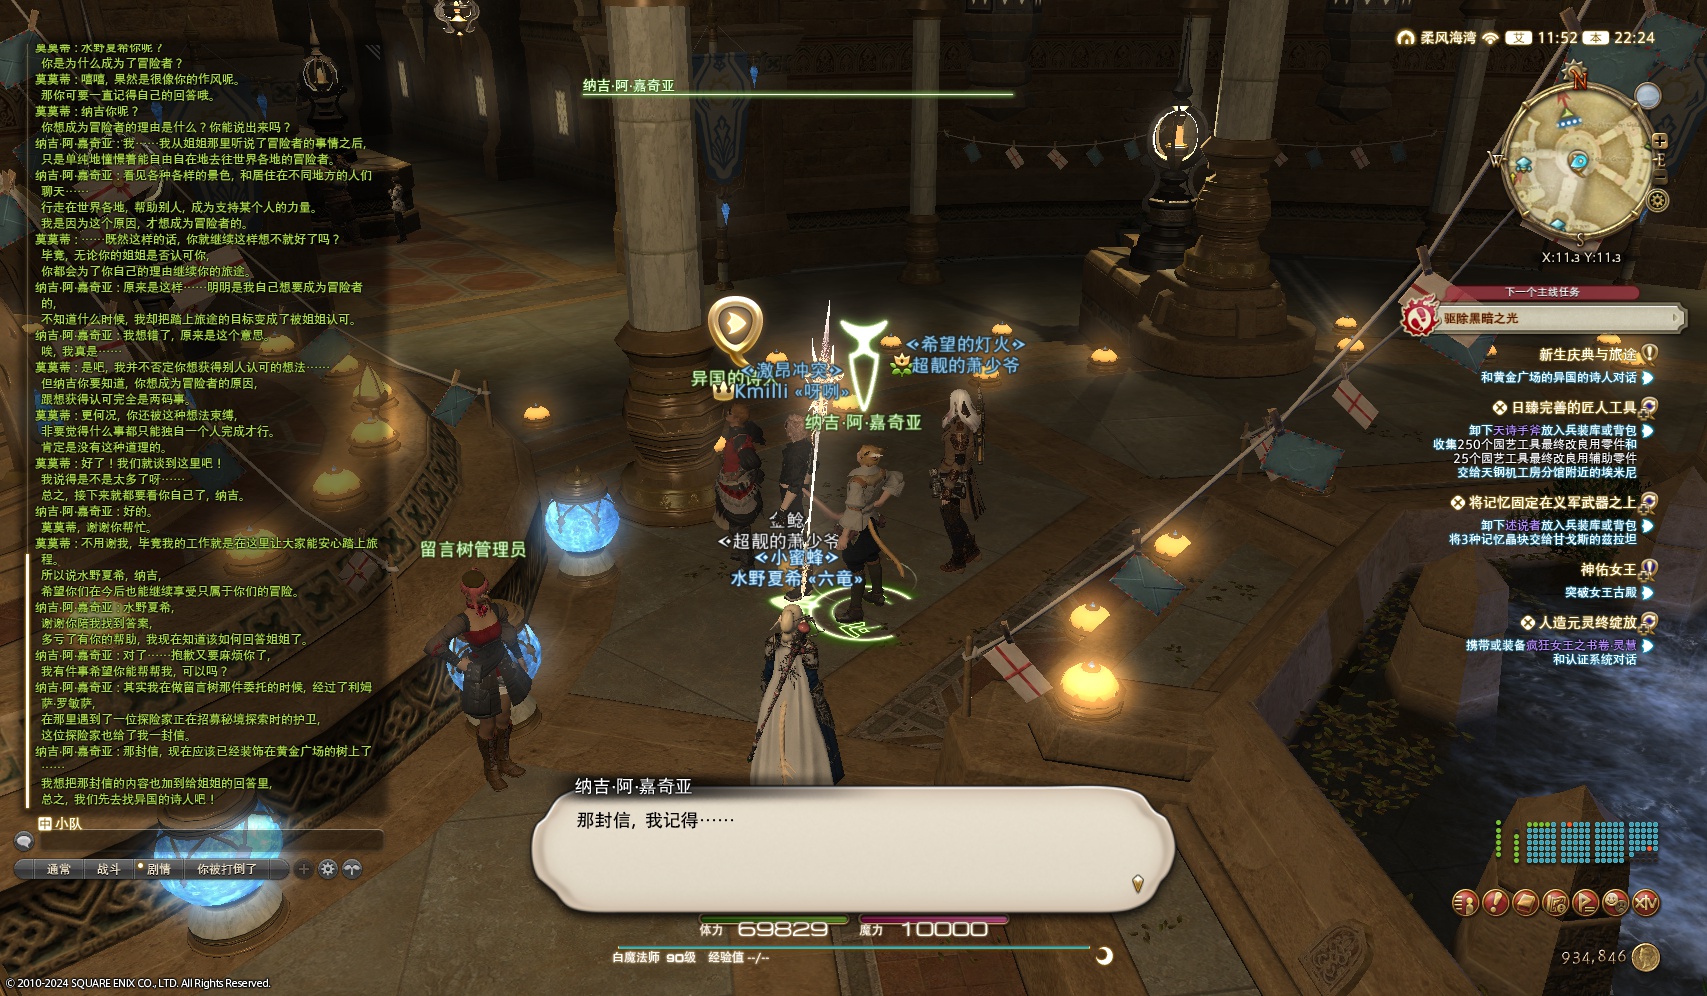 莫莫蒂：水野夏希你呢？
你是为什么成为了冒险者？
莫莫蒂：嘻嘻，果然是很像你的作风呢。
那你可要一直记得自己的回答哦。
莫莫蒂：纳吉你呢？
你想成为冒险者的理由是什么？你能说出来吗？
纳吉·阿·嘉奇亚：我……我从姐姐那里听说了冒险者的事情之后，
只是单纯地憧憬着能自由自在地去往世界各地的冒险者。
纳吉·阿·嘉奇亚：看见各种各样的景色，和居住在不同地方的人们
聊天……
行走在世界各地，帮助别人，成为支持某个人的力量。
我是因为这个原因，才想成为冒险者的。
莫莫蒂：……既然这样的话，你就继续这样想不就好了吗？
毕竟，无论你的姐姐是否认可你，
你都会为了你自己的理由继续你的旅途。
纳吉·阿·嘉奇亚：原来是这样……明明是我自己想要成为冒险者
的，
不知道什么时候，我却把踏上旅途的目标变成了被姐姐认可。
纳吉·阿·嘉奇亚：我想错了，原来是这个意思。
唉，我真是……
莫莫蒂：是吧，我并不否定你想获得别人认可的想法……
但纳吉你要知道，你想成为冒险者的原因，
跟想获得认可完全是两码事。
莫莫蒂：更何况，你还被这种想法束缚，
非要觉得什么事都只能独自一个人完成才行。
肯定是没有这种道理的。
莫莫蒂：好了！我们就谈到这里吧！
我说得是不是太多了呀……
总之，接下来就都要看你自己了，纳吉。
纳吉·阿·嘉奇亚：好的。
莫莫蒂，谢谢你帮忙。
莫莫蒂：不用谢我，毕竟我的工作就是在这里让大家能安心踏上旅
程。
所以说水野夏希，纳吉，
希望你们在今后也能继续享受只属于你们的冒险。
纳吉·阿·嘉奇亚：水野夏希，
谢谢你陪我找到答案，
多亏了有你的帮助，我现在知道该如何回答姐姐了。
纳吉·阿·嘉奇亚：对了……抱歉又要麻烦你了，
我有件事希望你能帮帮我，可以吗？
纳吉·阿·嘉奇亚：其实我在做留言树那件委托的时候，经过了利姆
萨·罗敏萨，
在那里遇到了一位探险家正在招募秘境探索时的护卫，
这位探险家也给了我一封信。
纳吉·阿·嘉奇亚：那封信，现在应该已经装饰在黄金广场的树上了
……
我想把那封信的内容也加到给姐姐的回答里，
总之，我们先去找异国的诗人吧！
中 小队
通常
战斗
剧情
你被打倒了
© 2010-2024 SQUARE ENIX CO., LTD. All Rights Reserved.
纳吉·阿·嘉奇亚
异国的诗人
《激昂冲突》
Kmilli «呀咧»
《希望的灯火》
超靓的萧少爷
纳吉·阿·嘉奇亚
留言树管理员
金鲶
《超靓的萧少爷
《小蜜蜂》
水野夏希 «六竜»
纳吉·阿·嘉奇亚
那封信，我记得……
体力 69829 魔力 10000
白魔法师 90级 经验值 --/--
柔风海湾 艾 11:52 本 22:24
N
W
E
S
X:11.3 Y:11.3
下一个主线任务
驱除黑暗之光
新生庆典与旅途
和黄金广场的异国的诗人对话
日臻完善的匠人工具
卸下天诗手斧放入兵装库或背包
收集250个园艺工具最终改良用零件和
25个园艺工具最终改良用辅助零件
交给天钢机工房分馆附近的埃米尼
将记忆固定在义军武器之上
卸下述说者放入兵装库或背包
将3种记忆晶块交给甘戈斯的兹拉坦
神佑女王
突破女王古殿
人造元灵终绽放
携带或装备疯狂女王之书卷·灵慧
和认证系统对话
XIV
934,846